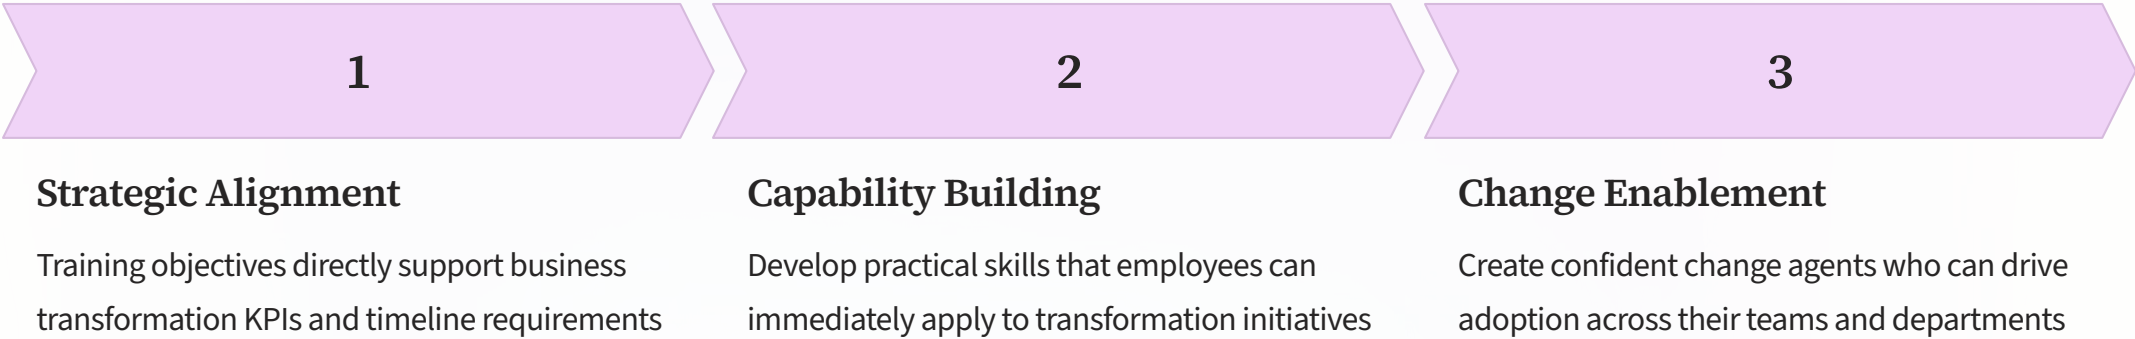 1
Strategic Alignment
Training objectives directly support business
transformation KPIs and timeline requirements
2
Capability Building
Develop practical skills that employees can
immediately apply to transformation initiatives
3
Change Enablement
Create confident change agents who can drive
adoption across their teams and departments